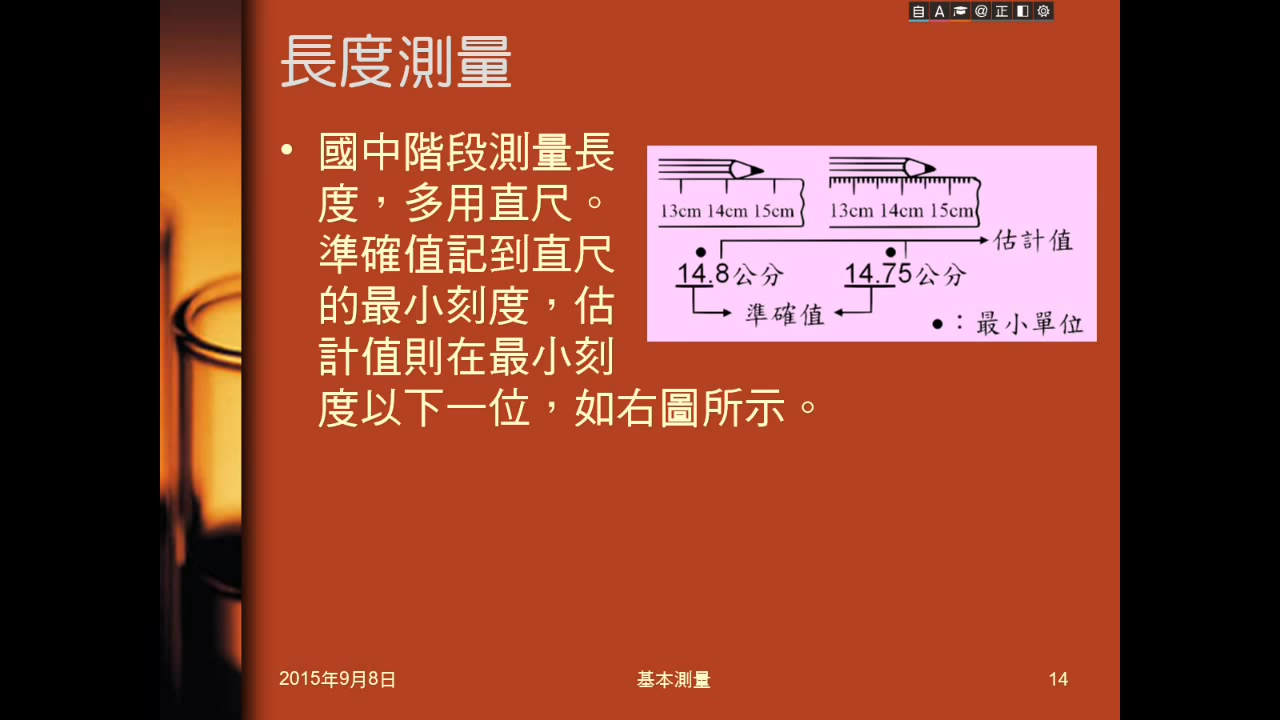 自 A @ 正
長度測量
• 國中階段測量長
度，多用直尺。
準確值記到直尺
的最小刻度，估
計值則在最小刻
度以下一位，如右圖所示。
13cm 14cm 15cm
13cm 14cm 15cm
估計值
14.8公分
14.75公分
準確值
●：最小單位
2015年9月8日
基本測量
14